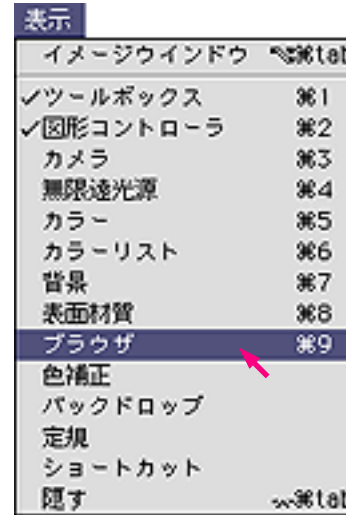 表示
イメージウインドウ ⌥⌘tab
✓ツールボックス ⌘1
✓図形コントローラ ⌘2
カメラ ⌘3
無限遠光源 ⌘4
カラー ⌘5
カラーリスト ⌘6
背景 ⌘7
表面材質 ⌘8
ブラウザ ⌘9
色補正
バックドロップ
定規
ショートカット
隠す ⌘tab